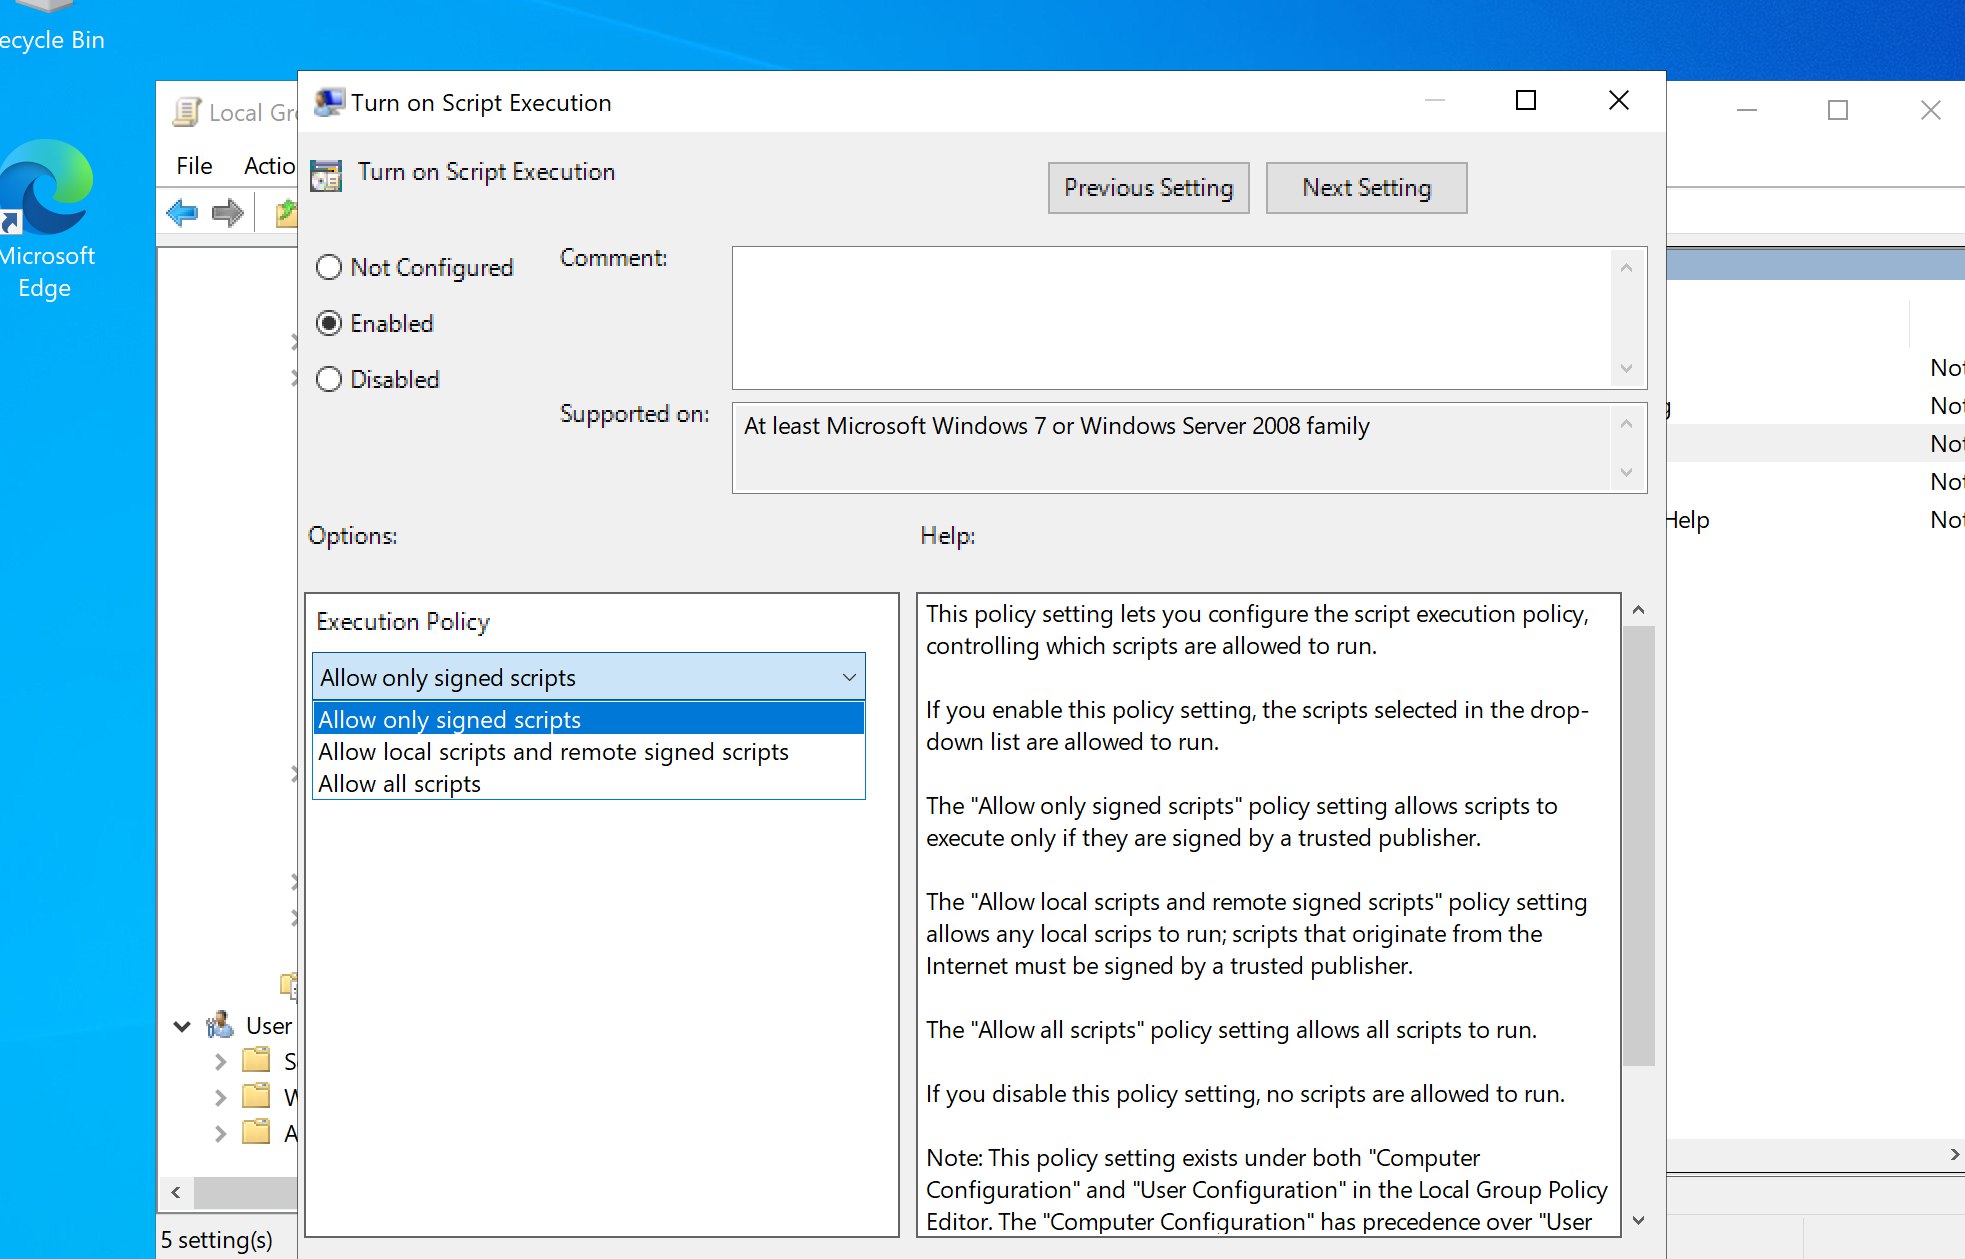 ecycle Bin
Microsoft
Edge
Local Gr
File Actio
Turn on Script Execution
Turn on Script Execution
Previous Setting
Next Setting
Not Configured
Enabled
Disabled
Comment:
Supported on:
At least Microsoft Windows 7 or Windows Server 2008 family
Options:
Help:
Execution Policy
Allow only signed scripts
Allow only signed scripts
Allow local scripts and remote signed scripts
Allow all scripts
This policy setting lets you configure the script execution policy,
controlling which scripts are allowed to run.
If you enable this policy setting, the scripts selected in the drop-
down list are allowed to run.
The "Allow only signed scripts" policy setting allows scripts to
execute only if they are signed by a trusted publisher.
The "Allow local scripts and remote signed scripts" policy setting
allows any local scrips to run; scripts that originate from the
Internet must be signed by a trusted publisher.
The "Allow all scripts" policy setting allows all scripts to run.
If you disable this policy setting, no scripts are allowed to run.
Note: This policy setting exists under both "Computer
Configuration" and "User Configuration" in the Local Group Policy
Editor. The "Computer Configuration" has precedence over "User
Not
g Not
Not
Not
Help Not
User
S
W
A
5 setting(s)